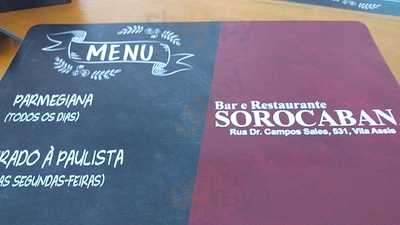 MENU
PARMEGIANA
(TODOS OS DIAS)
RADO À PAULISTA
AS SEGUNDAS-FEIRAS)
Bar e Restaurante
SOROCABAN
Rua Dr. Campos Sales, 531, Vila Assis